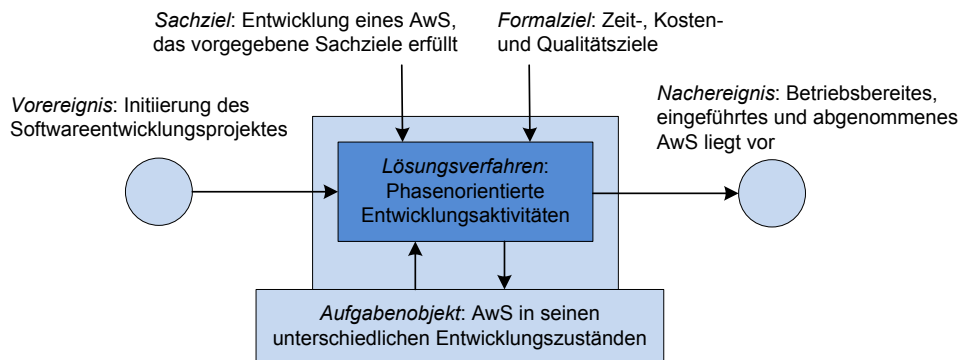 Sachziel: Entwicklung eines AwS,
das vorgegebene Sachziele erfüllt
Formalziel: Zeit-, Kosten-
und Qualitätsziele
Vorereignis: Initiierung des
Softwareentwicklungsprojektes
Nachereignis: Betriebsbereites,
eingeführtes und abgenommenes
AwS liegt vor
Lösungsverfahren:
Phasenorientierte
Entwicklungsaktivitäten
Aufgabenobjekt: AwS in seinen
unterschiedlichen Entwicklungszuständen